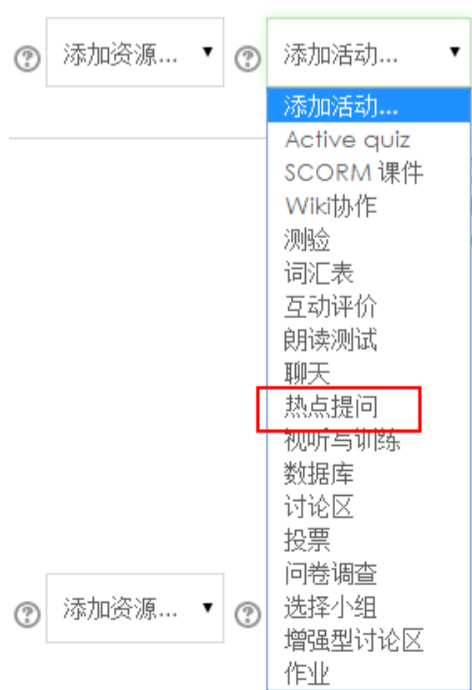 添加资源... 添加活动...
添加活动...
Active quiz
SCORM 课件
Wiki协作
测验
词汇表
互动评价
朗读测试
聊天
热点提问
视听写训练
数据库
讨论区
投票
问卷调查
添加资源... 选择小组
增强型讨论区
作业